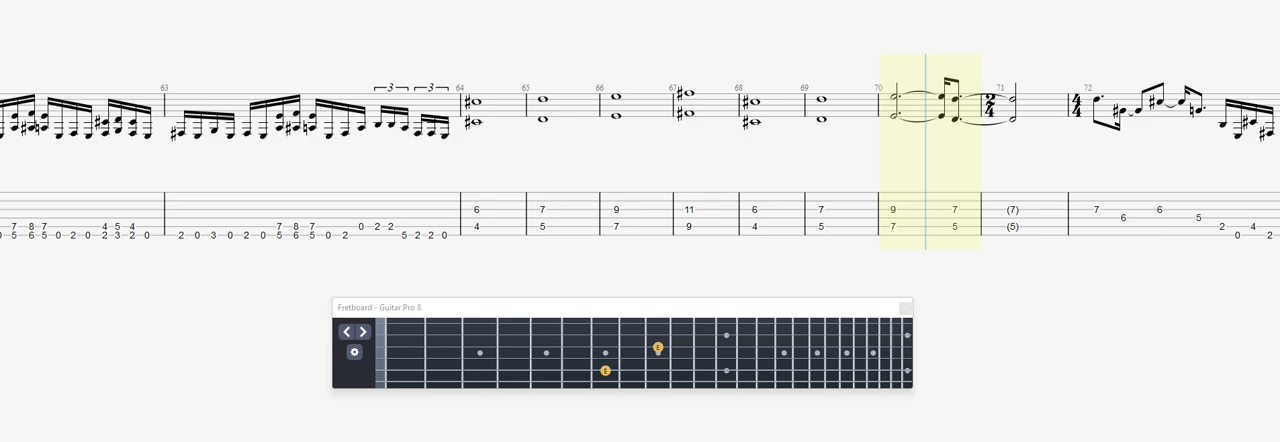 3 3
63 64 65 66 67 68 69 70 71 72
2 4
4 4
6 7 9 11 6 7 9 7 (7) 7 6 6 5
7 8 7 4 5 4 7 8 7 0 2 2 4 5 7 9 4 5 7 5 (5) 2 4
0 5 6 5 0 2 0 2 3 2 0 2 0 3 0 2 0 5 6 5 0 2 5 2 2 0 0 2
Fretboard - Guitar Pro 8
E
E